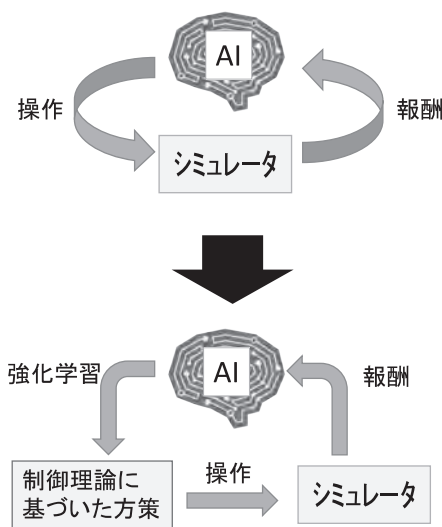 AI
操作
報酬
シミュレータ
AI
強化学習
報酬
制御理論に
基づいた方策
操作
シミュレータ